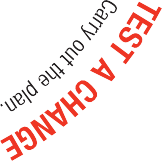 TEST A CHANGE
Carry out the plan.